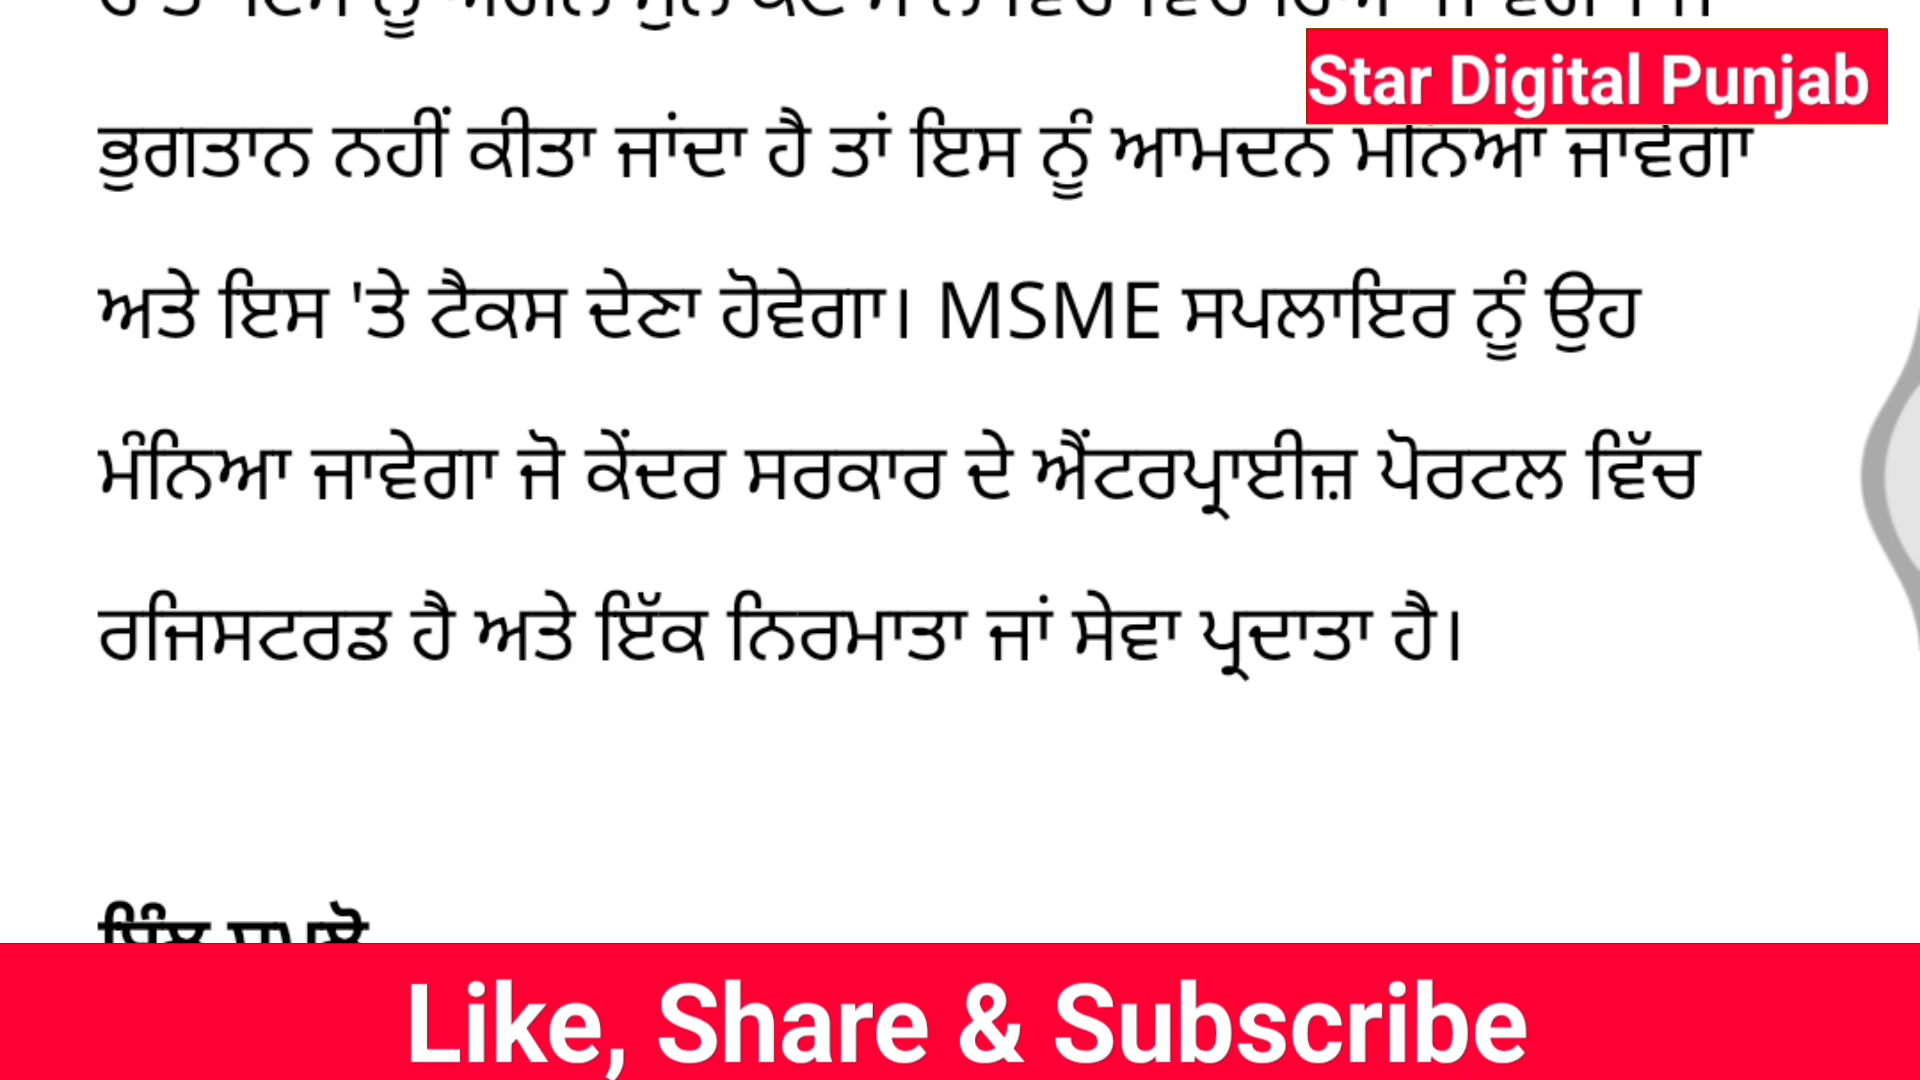 Star Digital Punjab
ਭੁਗਤਾਨ ਨਹੀਂ ਕੀਤਾ ਜਾਂਦਾ ਹੈ ਤਾਂ ਇਸ ਨੂੰ ਆਮਦਨ ਮੰਨਿਆ ਜਾਵੇਗਾ
ਅਤੇ ਇਸ 'ਤੇ ਟੈਕਸ ਦੇਣਾ ਹੋਵੇਗਾ। MSME ਸਪਲਾਇਰ ਨੂੰ ਉਹ
ਮੰਨਿਆ ਜਾਵੇਗਾ ਜੋ ਕੇਂਦਰ ਸਰਕਾਰ ਦੇ ਐਂਟਰਪ੍ਰਾਈਜ਼ ਪੋਰਟਲ ਵਿੱਚ
ਰਜਿਸਟਰਡ ਹੈ ਅਤੇ ਇੱਕ ਨਿਰਮਾਤਾ ਜਾਂ ਸੇਵਾ ਪ੍ਰਦਾਤਾ ਹੈ।
Like, Share & Subscribe